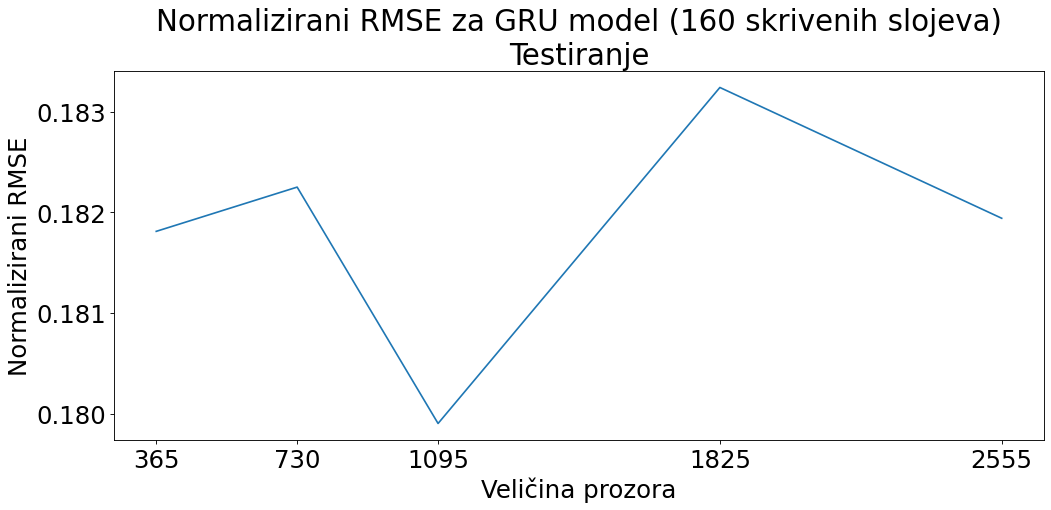 Normalizirani RMSE za GRU model (160 skrivenih slojeva)
Testiranje
Normalizirani RMSE
0.183
0.182
0.181
0.180
365 730 1095 1825 2555
Veličina prozora